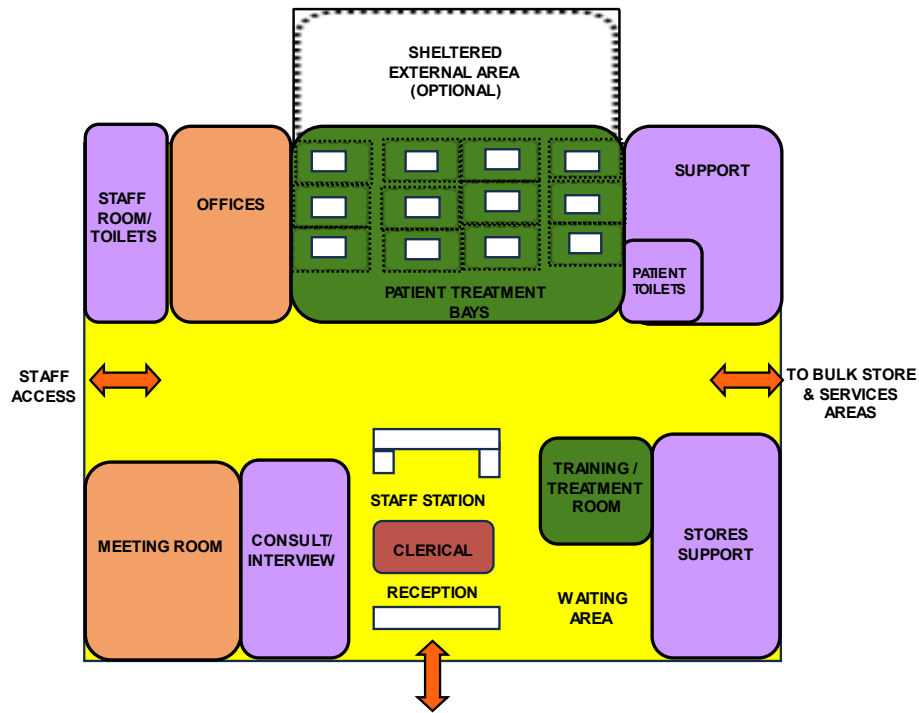 SHELTERED
EXTERNAL AREA
(OPTIONAL)
STAFF
ROOM/
TOILETS
OFFICES
SUPPORT
PATIENT
TOILETS
PATIENT TREATMENT
BAYS
STAFF
ACCESS
TO BULK STORE
& SERVICES
AREAS
MEETING ROOM
CONSULT/
INTERVIEW
STAFF STATION
CLERICAL
RECEPTION
TRAINING /
TREATMENT
ROOM
WAITING
AREA
STORES
SUPPORT